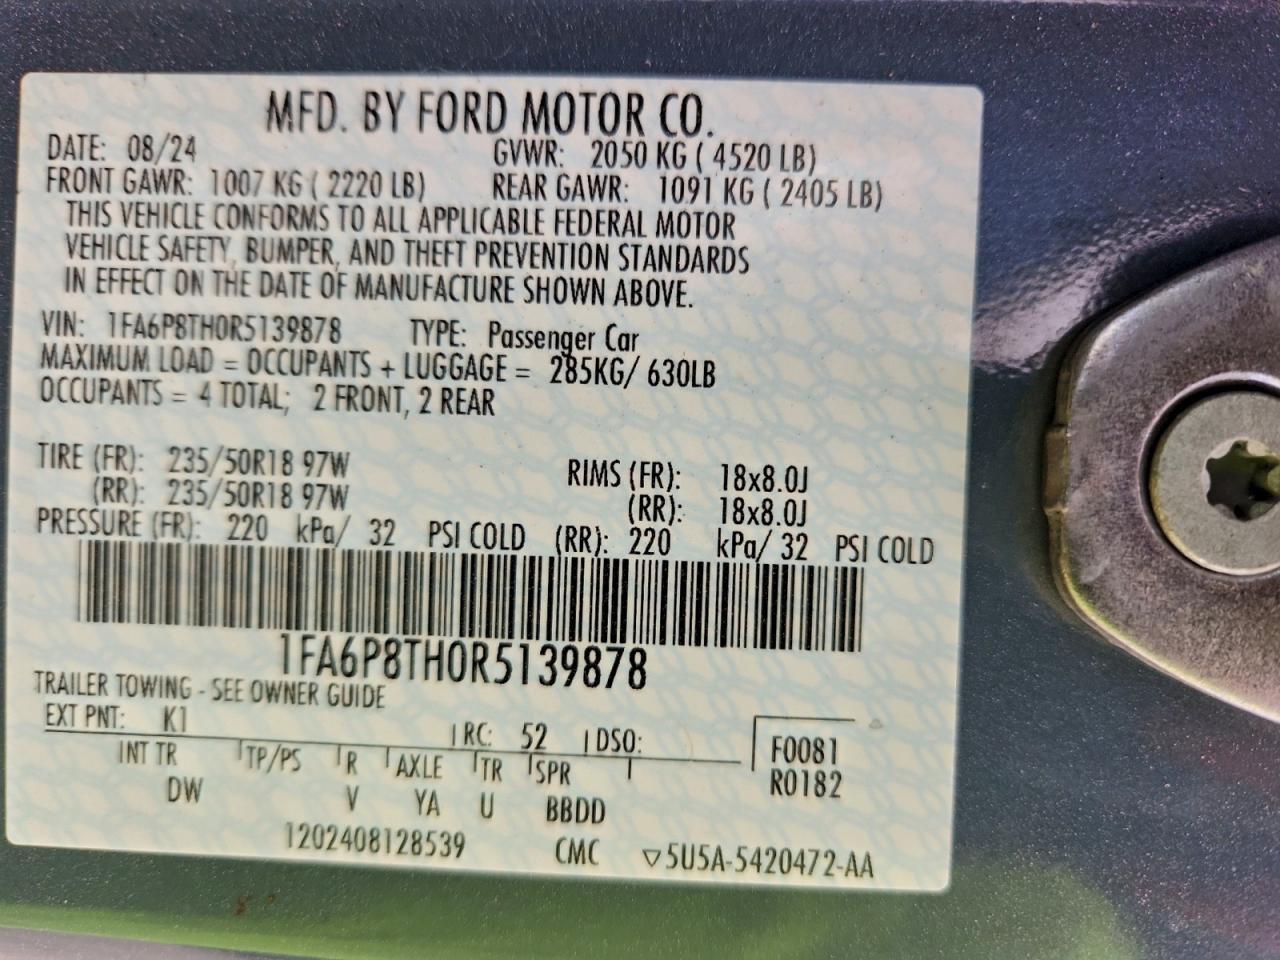 MFD. BY FORD MOTOR CO.
DATE: 08/24 GVWR: 2050 KG ( 4520 LB)
FRONT GAWR: 1007 KG ( 2220 LB) REAR GAWR: 1091 KG ( 2405 LB)
THIS VEHICLE CONFORMS TO ALL APPLICABLE FEDERAL MOTOR
VEHICLE SAFETY, BUMPER, AND THEFT PREVENTION STANDARDS
IN EFFECT ON THE DATE OF MANUFACTURE SHOWN ABOVE.
VIN: 1FA6P8TH0R5139878 TYPE: Passenger Car
MAXIMUM LOAD = OCCUPANTS + LUGGAGE = 285KG/ 630LB
OCCUPANTS = 4 TOTAL; 2 FRONT, 2 REAR
TIRE (FR): 235/50R18 97W RIMS (FR): 18x8.0J
(RR): 235/50R18 97W (RR): 18x8.0J
PRESSURE (FR): 220 kPa/ 32 PSI COLD (RR): 220 kPa/ 32 PSI COLD
1FA6P8TH0R5139878
TRAILER TOWING - SEE OWNER GUIDE
EXT PNT: K1 RC: 52 DSO: F0081
INT TR TP/PS R AXLE TR SPR R0182
DW V YA U BBDD
1202408128539 CMC ▽5U5A-5420472-AA